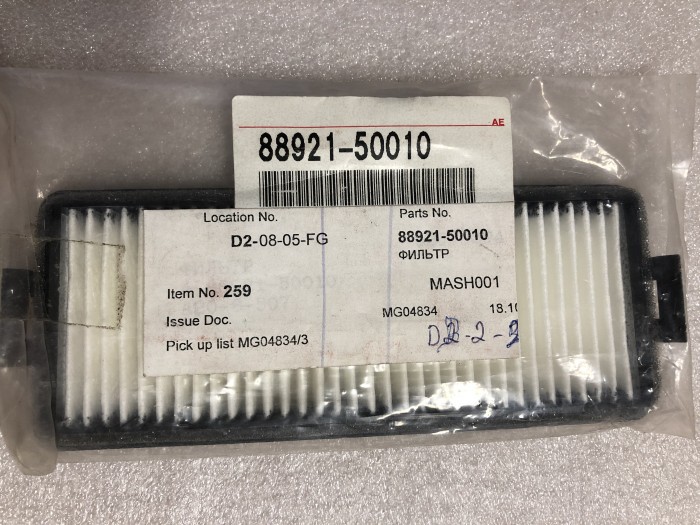 AE
88921-50010
Location No.
Parts No.
D2-08-05-FG
88921-50010
ФИЛЬТР
Item No. 259
MASH001
Issue Doc.
MG04834 18.10
Pick up list MG04834/3